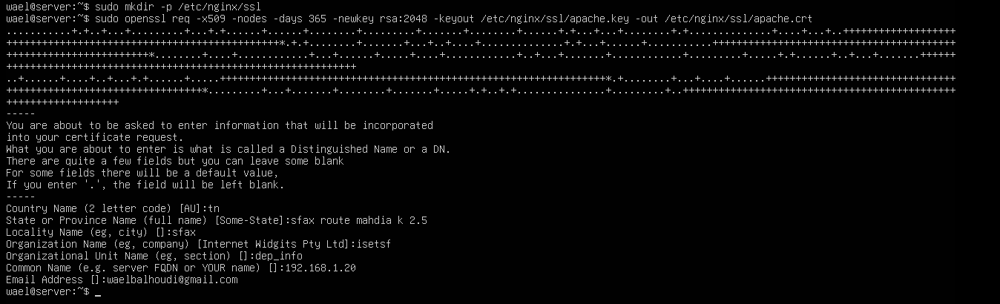 wael@server:~$ sudo mkdir -p /etc/nginx/ssl
wael@server:~$ sudo openssl req -x509 -nodes -days 365 -newkey rsa:2048 -keyout /etc/nginx/ssl/apache.key -out /etc/nginx/ssl/apache.crt
-----
You are about to be asked to enter information that will be incorporated
into your certificate request.
What you are about to enter is what is called a Distinguished Name or a DN.
There are quite a few fields but you can leave some blank
For some fields there will be a default value,
If you enter '.', the field will be left blank.
-----
Country Name (2 letter code) [AU]:tn
State or Province Name (full name) [Some-State]:sfax route mahdia k 2.5
Locality Name (eg, city) []:sfax
Organization Name (eg, company) [Internet Widgits Pty Ltd]:isetsf
Organizational Unit Name (eg, section) []:dep_info
Common Name (e.g. server FQDN or YOUR name) []:192.168.1.20
Email Address []:waelbalhoudi@gmail.com
wael@server:~$ _